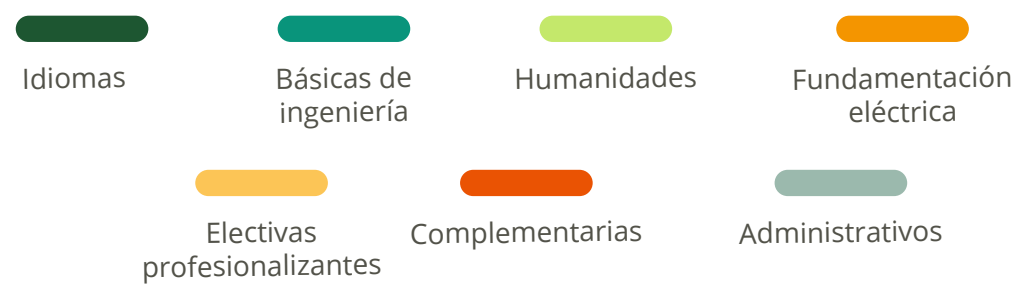 Idiomas
Básicas de
ingeniería
Humanidades
Fundamentación
eléctrica
Electivas
profesionalizantes
Complementarias
Administrativos